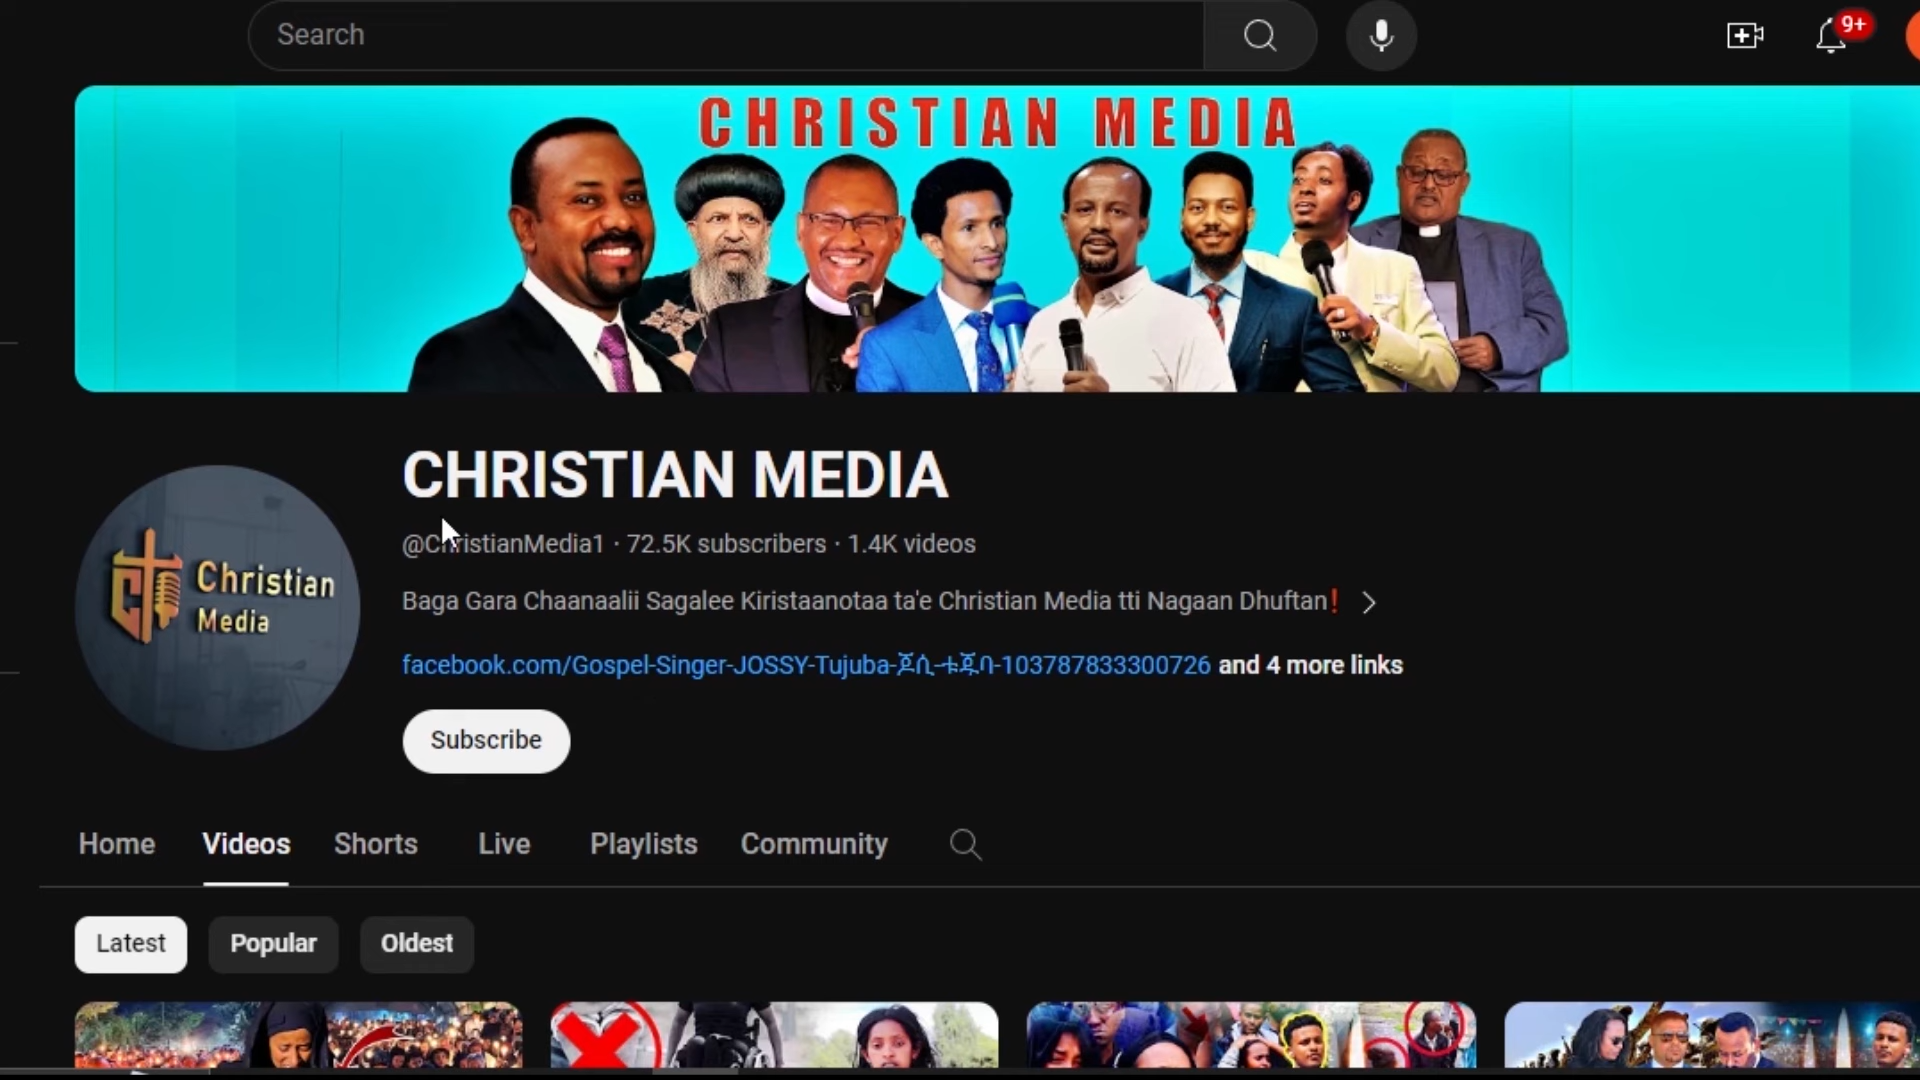 Search
9+
CHRISTIAN MEDIA
CHRISTIAN MEDIA
@ChristianMedia1 · 72.5K subscribers · 1.4K videos
Christian
Media
Baga Gara Chaanaalii Sagalee Kiristaanotaa ta'e Christian Media tti Nagaan Dhuftan❗
facebook.com/Gospel-Singer-JOSSY-Tujuba-ጆሲ-ቱጁባ-103787833300726 and 4 more links
Subscribe
Home Videos Shorts Live Playlists Community
Latest Popular Oldest